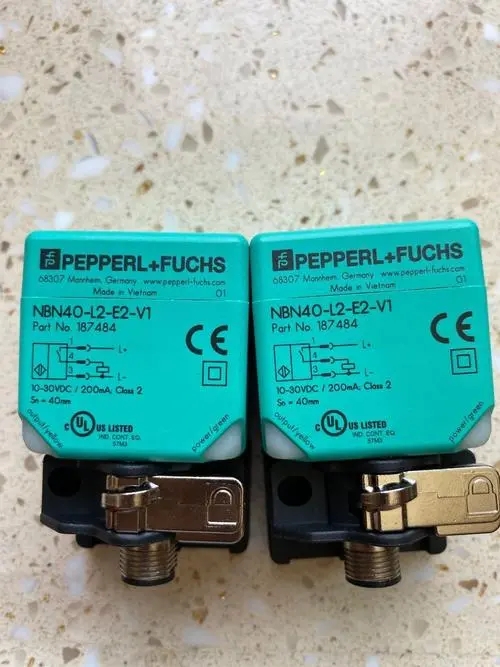 PEPPERL+FUCHS
68307 Mannheim, Germany www.pepperl-fuchs.com
Made in Vietnam 01
NBN40-L2-E2-V1
Part No. 187484
CE
1 L+
4
3 L-
10-30VDC / 200mA; Class 2
Sn = 40mm
output/yellow
C UL US LISTED
IND. CONT. EQ.
57M3
power/green
PEPPERL+FUCHS
68307 Mannheim, Germany www.pepperl-fuchs.com
Made in Vietnam 01
NBN40-L2-E2-V1
Part No. 187484
CE
1 L+
4
3 L-
10-30VDC / 200mA; Class 2
Sn = 40mm
output/yellow
C UL US LISTED
IND. CONT. EQ.
57M3
power/green